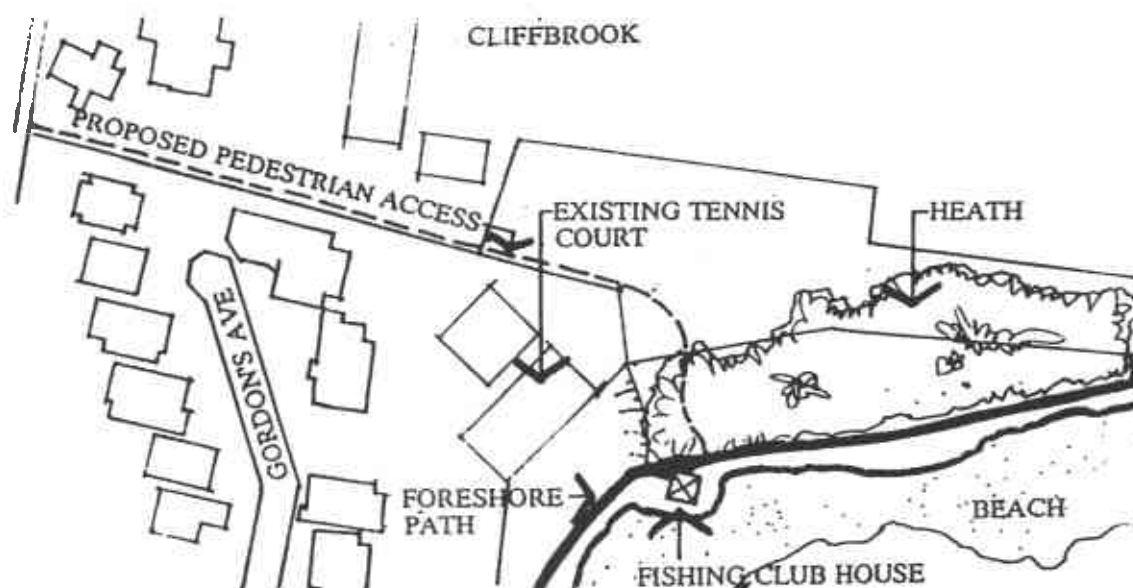 CLIFFBROOK
PROPOSED PEDESTRIAN ACCESS
EXISTING TENNIS
COURT
HEATH
GORDON'S AVE
FORESHORE
PATH
BEACH
FISHING CLUB HOUSE